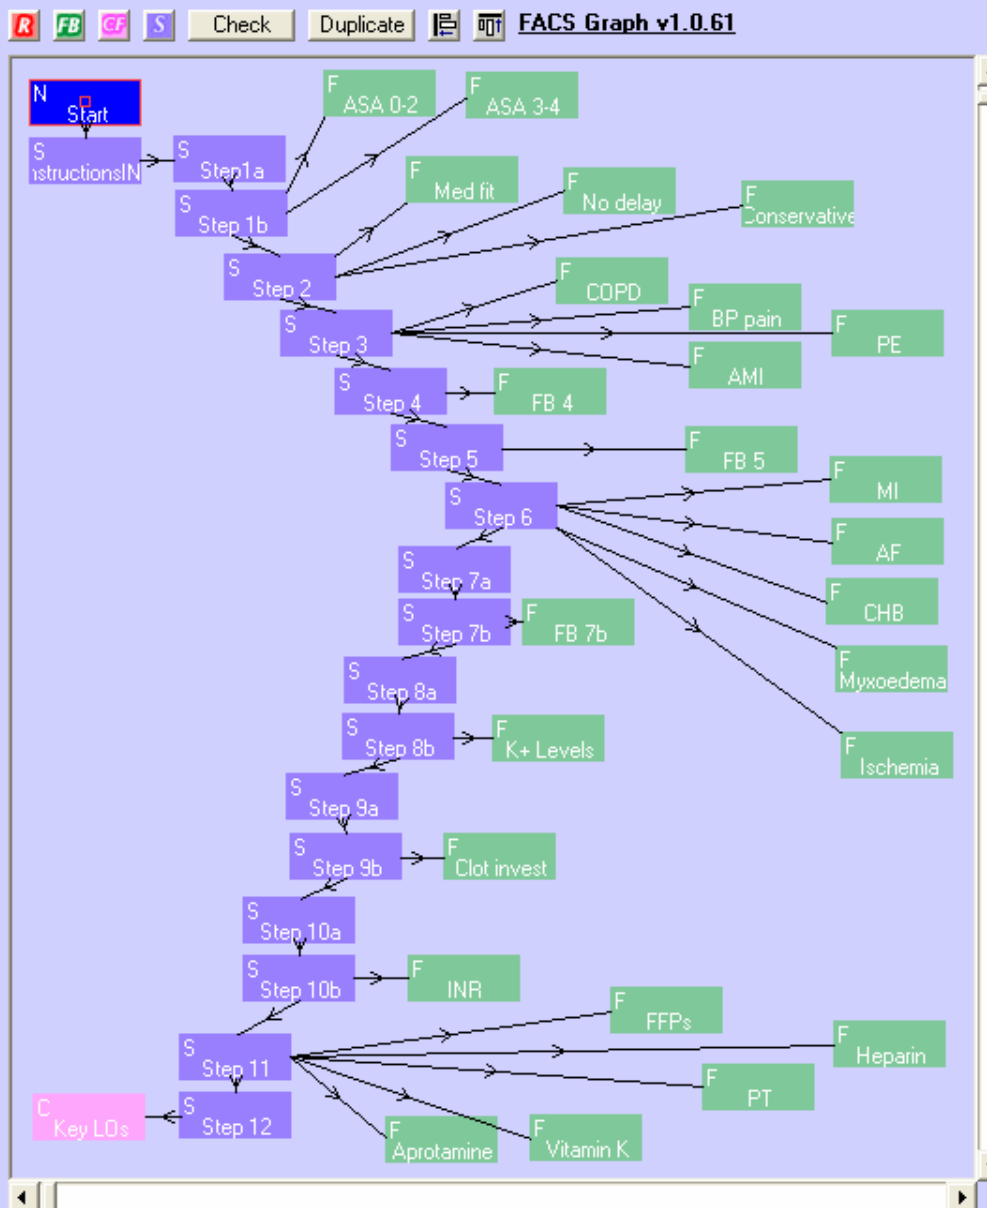 R FB CF S Check Duplicate FACS Graph v1.0.61
N
Start
S
nstructionsIN
S
Step1a
F
ASA 0-2
F
ASA 3-4
S
Step 1b
F
Med fit
F
No delay
F
Conservative
S
Step 2
F
COPD
F
BP pain
F
PE
S
Step 3
F
AMI
S
Step 4
F
FB 4
S
Step 5
F
FB 5
S
Step 6
F
MI
F
AF
F
CHB
F
Myxoedema
F
Ischemia
S
Step 7a
S
Step 7b
F
FB 7b
S
Step 8a
S
Step 8b
F
K+ Levels
S
Step 9a
S
Step 9b
F
Clot invest
S
Step 10a
S
Step 10b
F
INR
S
Step 11
F
FFPs
F
Heparin
F
PT
F
Vitamin K
F
Aprotamine
S
Step 12
C
Key LOs